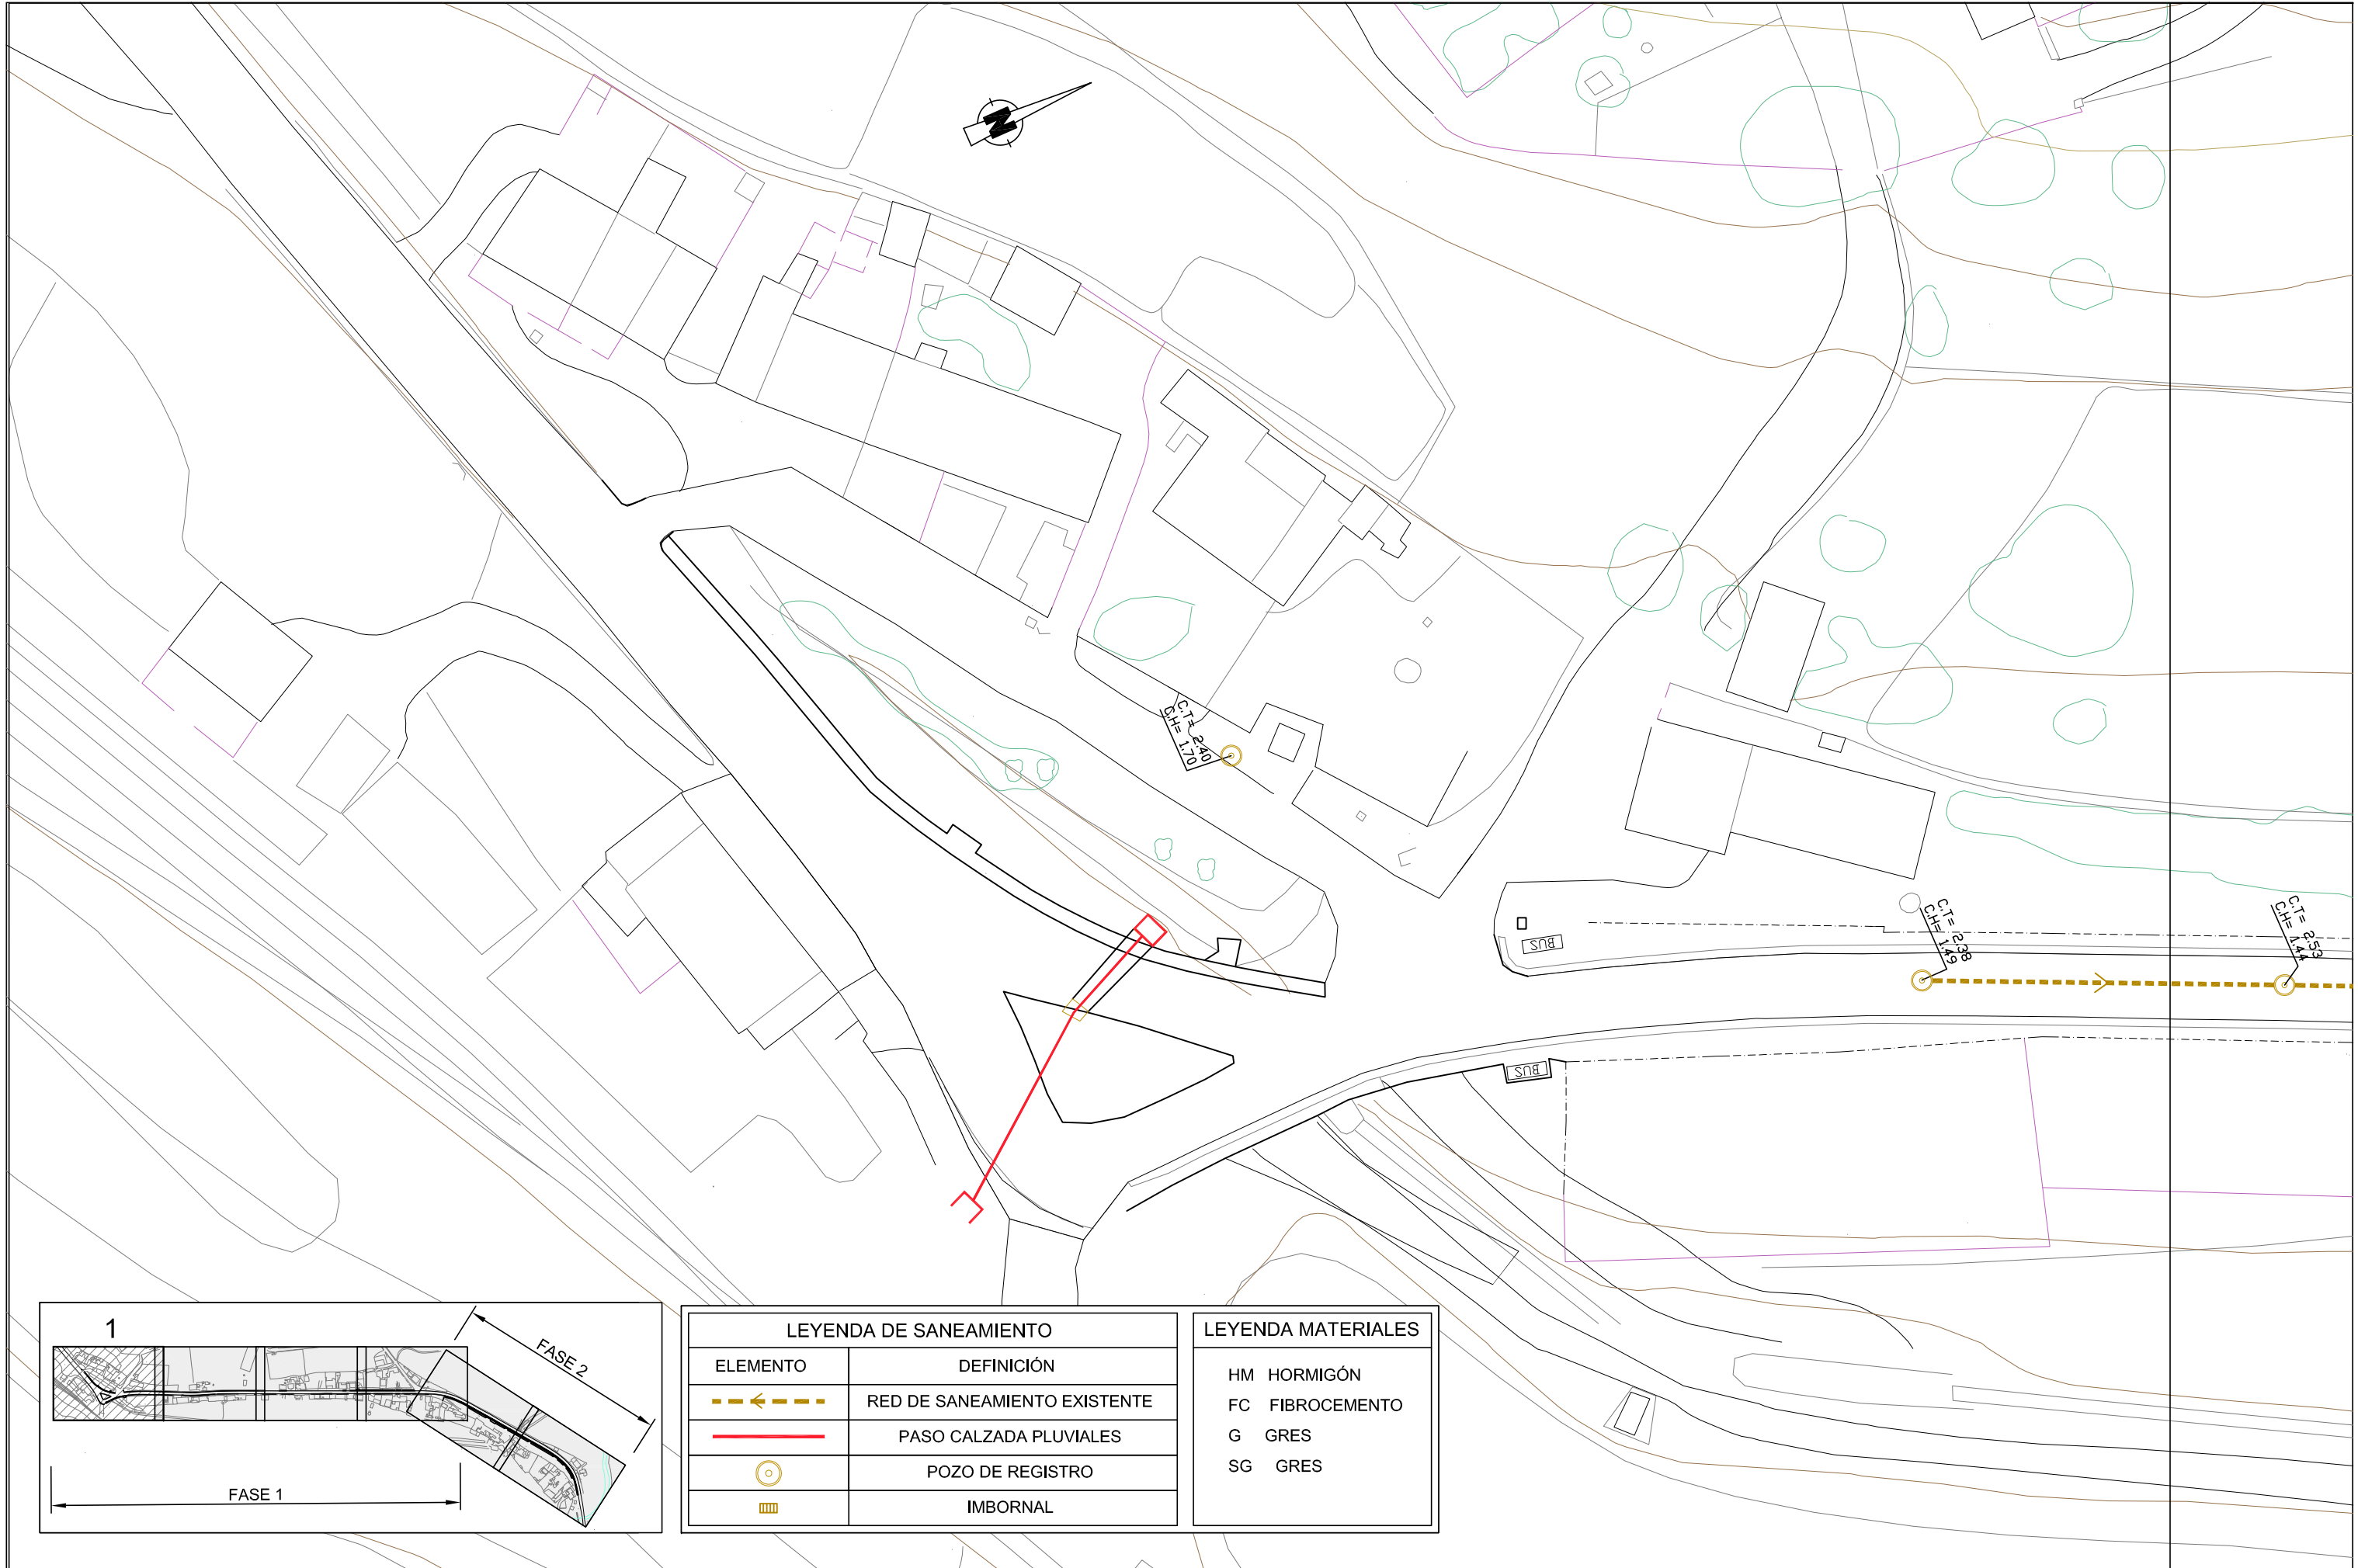 N
C.T= 2.40
C.H= 1.70
BUS
C.T= 2.38
C.H= 1.49
C.T= 2.53
C.H= 1.44
BUS
1
FASE 2
FASE 1
LEYENDA DE SANEAMIENTO
ELEMENTO DEFINICIÓN
RED DE SANEAMIENTO EXISTENTE
PASO CALZADA PLUVIALES
POZO DE REGISTRO
IMBORNAL
LEYENDA MATERIALES
HM HORMIGÓN
FC FIBROCEMENTO
G GRES
SG GRES